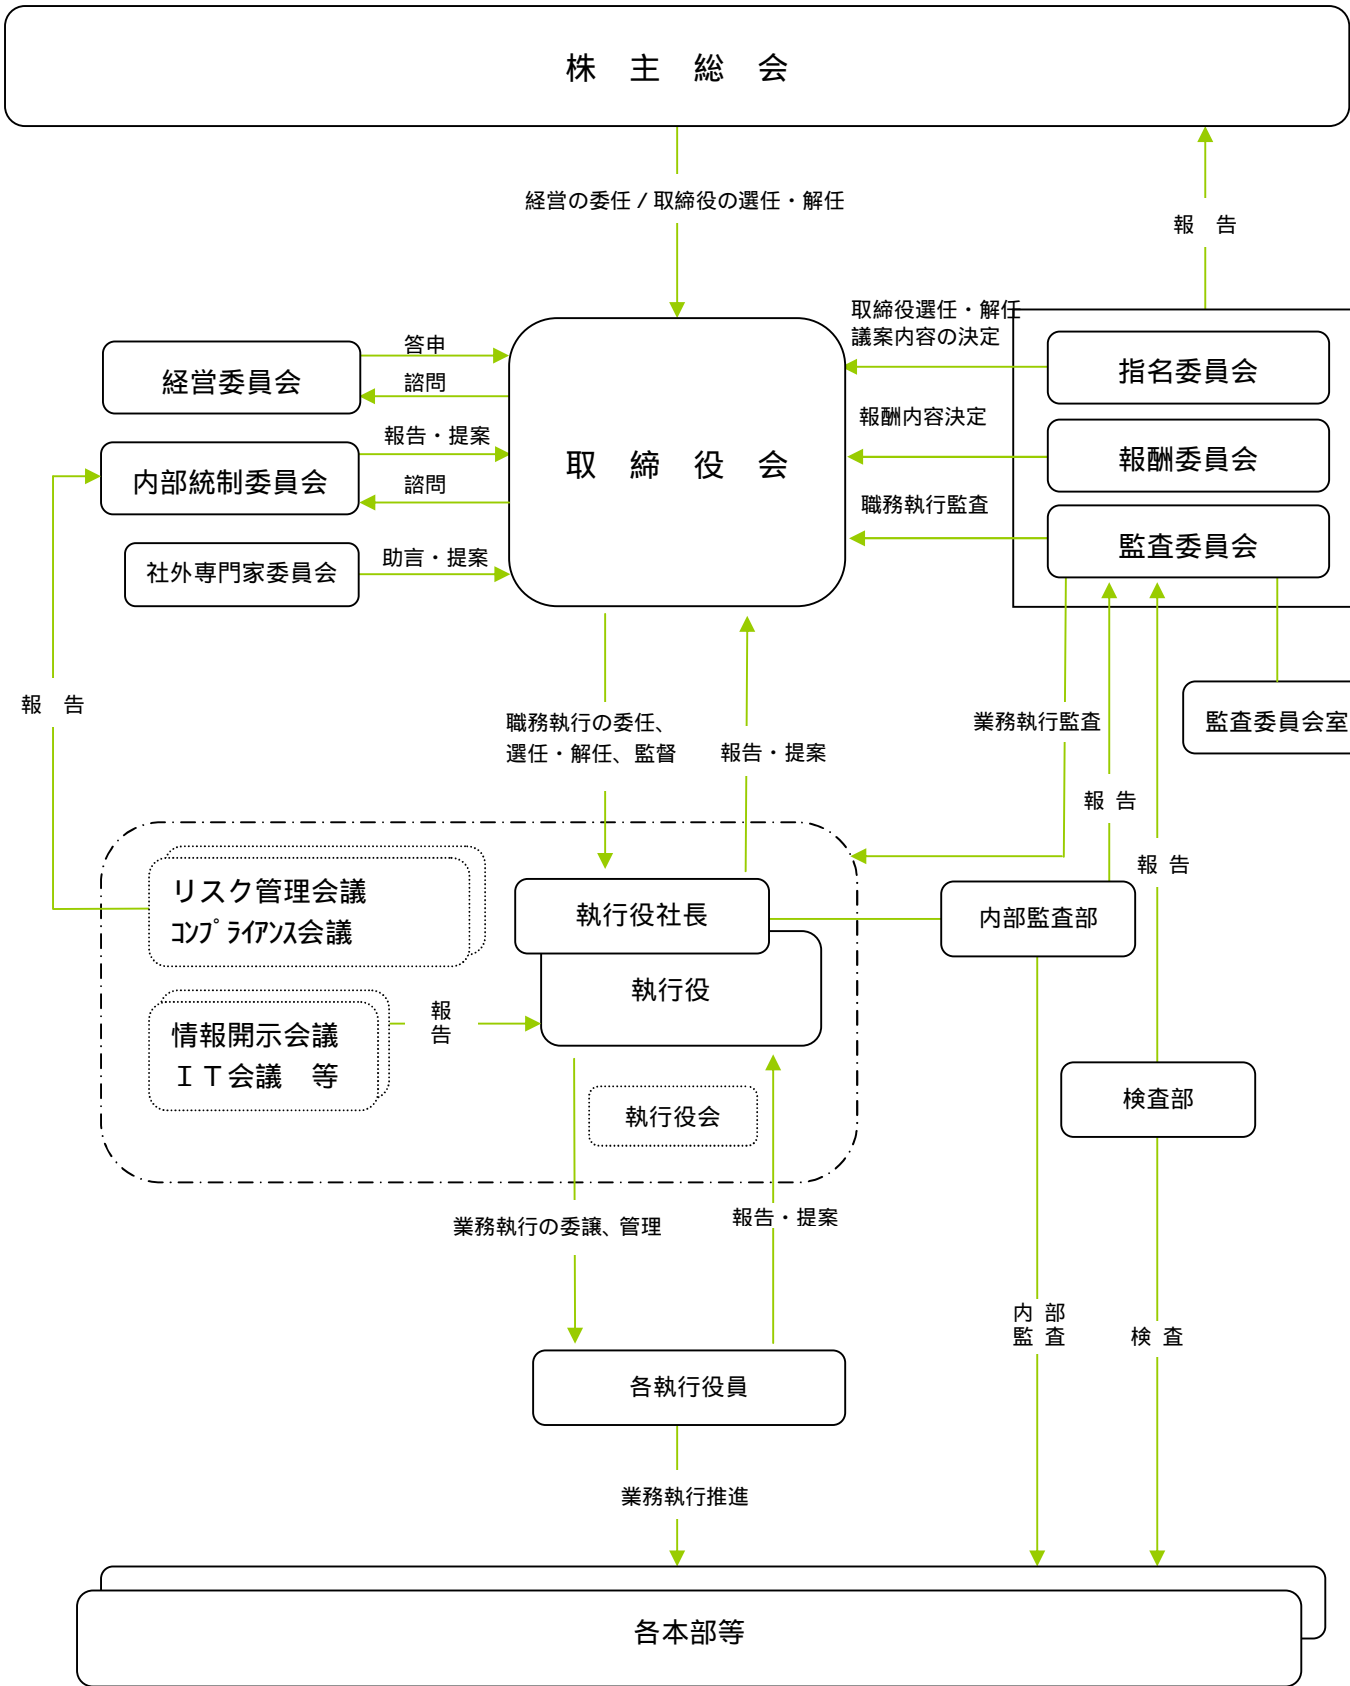 株　主　総　会
経営の委任 / 取締役の選任・解任
報　告
取締役選任・解任
議案内容の決定
答申
経営委員会
諮問
指名委員会
報酬内容決定
報告・提案
取　締　役　会
報酬委員会
内部統制委員会
諮問
職務執行監査
監査委員会
助言・提案
社外専門家委員会
報　告
職務執行の委任、
選任・解任、監督
報告・提案
業務執行監査
監査委員会室
報 告
報 告
リスク管理会議
ｺﾝﾌﾟﾗｲｱﾝｽ会議
執行役社長
内部監査部
執行役
報
告
情報開示会議
ＩＴ会議　等
執行役会
検査部
業務執行の委譲、管理
報告・提案
内 部
監 査
検 査
各執行役員
業務執行推進
各本部等